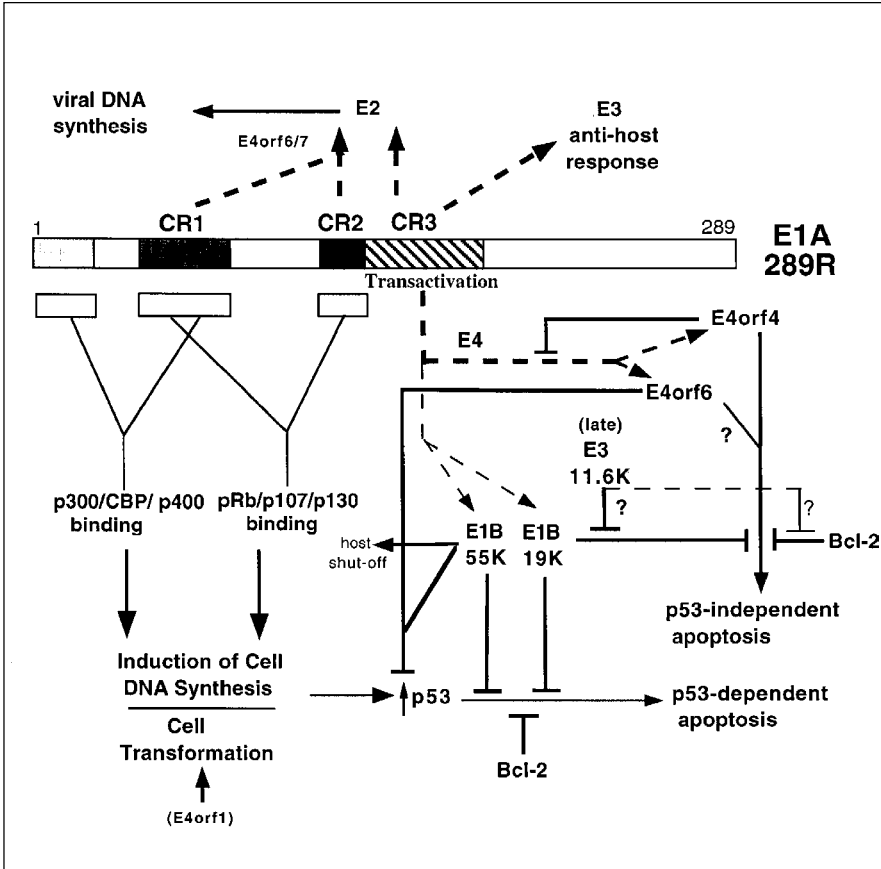 viral DNA
synthesis
E2
E4orf6/7
E3
anti-host
response
1
CR1
CR2
CR3
289
E1A
289R
Transactivation
E4
E4orf4
E4orf6
?
(late)
E3
11.6K
?
?
p300/CBP/ p400
binding
pRb/p107/p130
binding
host
shut-off
E1B
55K
E1B
19K
Bcl-2
p53-independent
apoptosis
Induction of Cell
DNA Synthesis
Cell
Transformation
(E4orf1)
p53
p53-dependent
apoptosis
Bcl-2